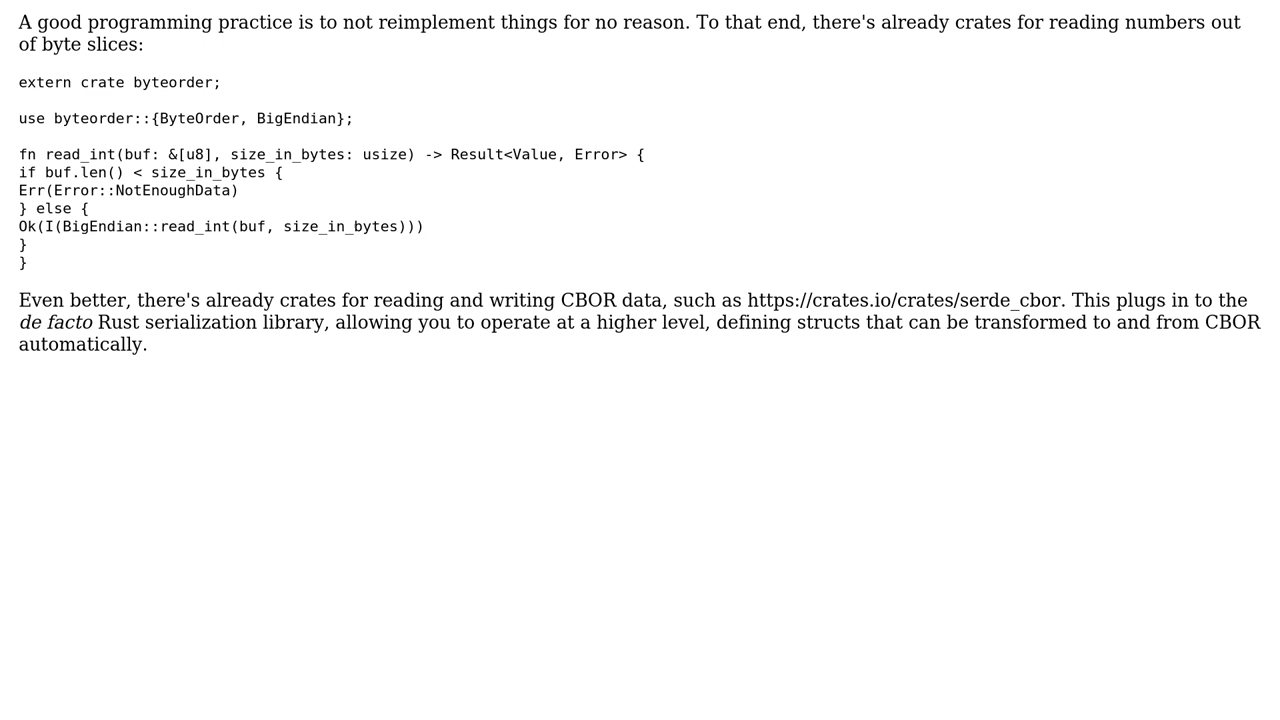 A good programming practice is to not reimplement things for no reason. To that end, there's already crates for reading numbers out
of byte slices:
extern crate byteorder;
use byteorder::{ByteOrder, BigEndian};
fn read_int(buf: &[u8], size_in_bytes: usize) -> Result<Value, Error> {
if buf.len() < size_in_bytes {
Err(Error::NotEnoughData)
} else {
Ok(I(BigEndian::read_int(buf, size_in_bytes)))
}
}
Even better, there's already crates for reading and writing CBOR data, such as https://crates.io/crates/serde_cbor. This plugs in to the
de facto Rust serialization library, allowing you to operate at a higher level, defining structs that can be transformed to and from CBOR
automatically.